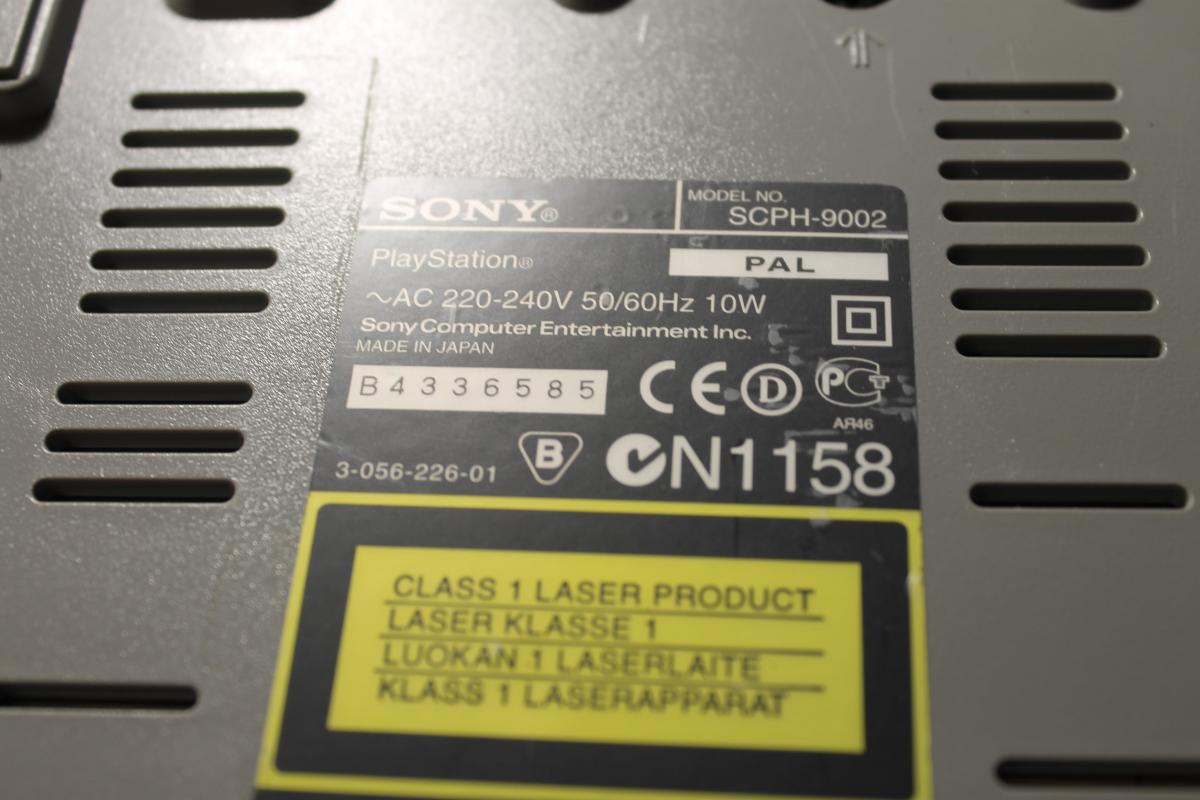 SONY®
MODEL NO.
SCPH-9002
PlayStation®
PAL
~AC 220-240V 50/60Hz 10W
Sony Computer Entertainment Inc.
MADE IN JAPAN
B4336585
CE D PCT
AR46
3-056-226-01
B
N1158
CLASS 1 LASER PRODUCT
LASER KLASSE 1
LUOKAN 1 LASERLAITE
KLASS 1 LASERAPPARAT